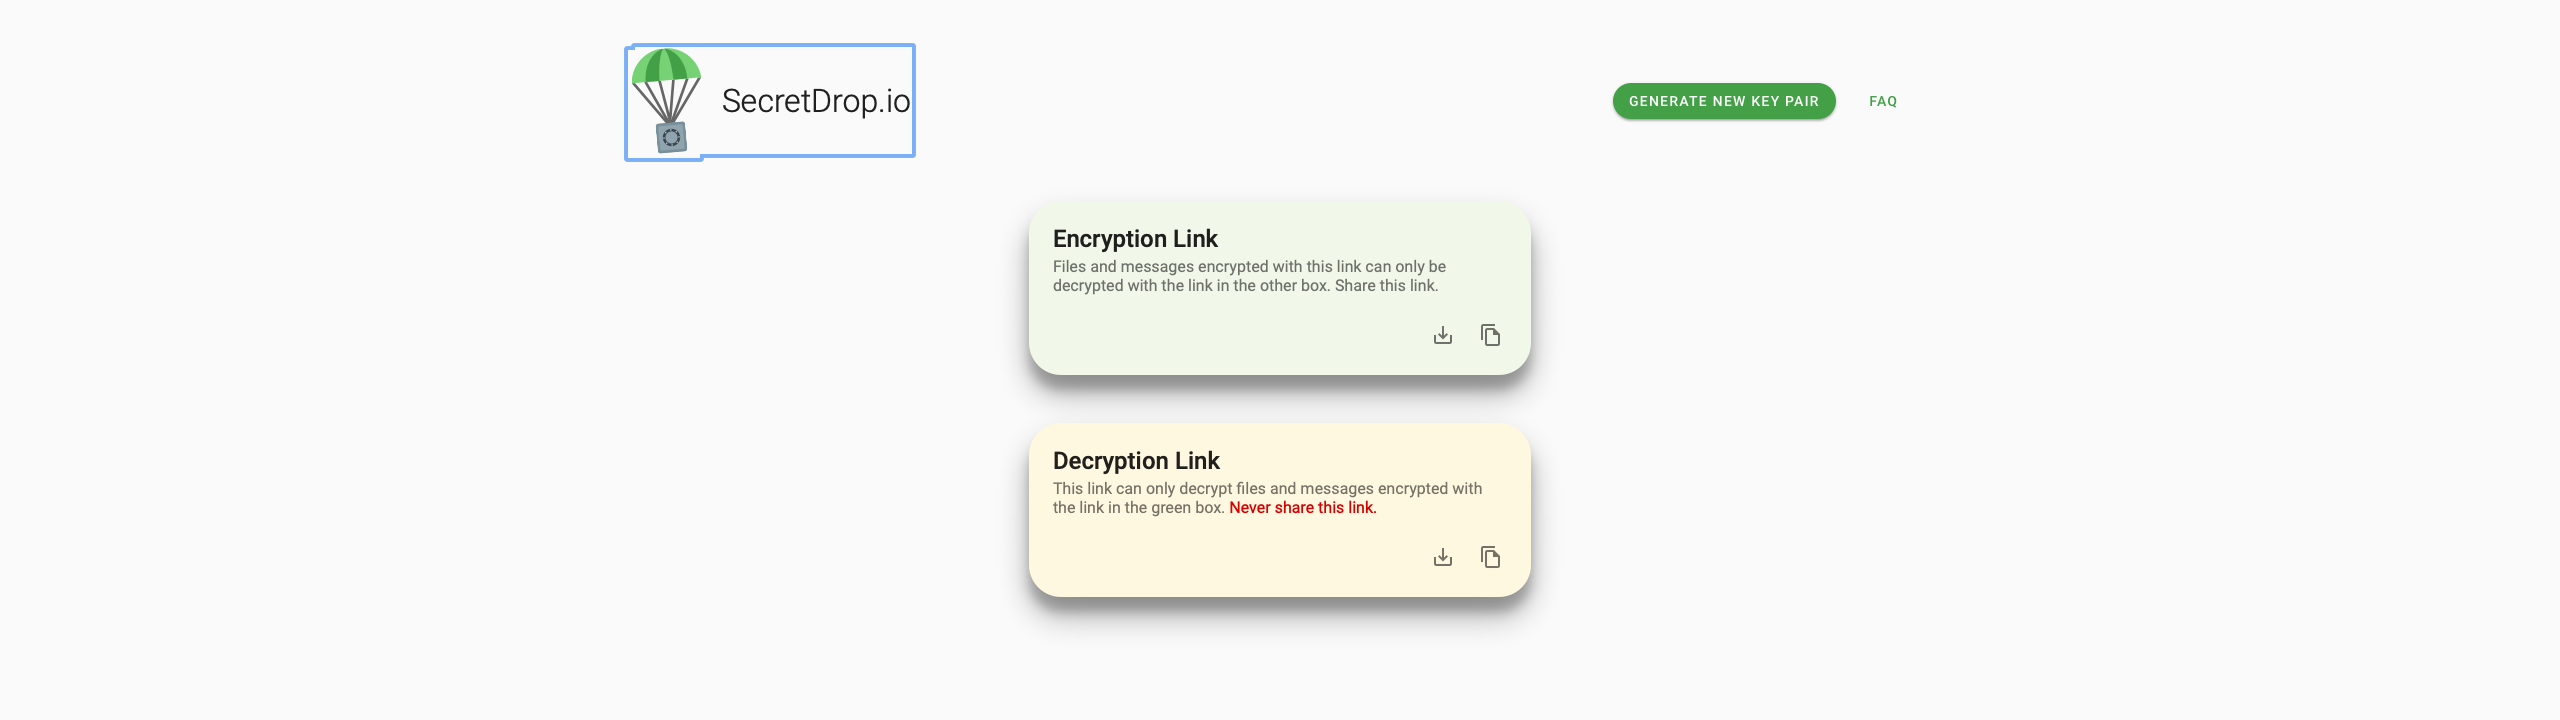 SecretDrop.io
GENERATE NEW KEY PAIR
FAQ
Encryption Link
Files and messages encrypted with this link can only be
decrypted with the link in the other box. Share this link.
Decryption Link
This link can only decrypt files and messages encrypted with
the link in the green box. Never share this link.